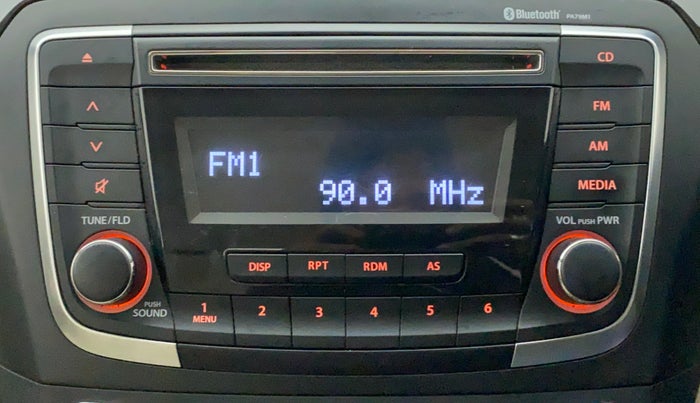 Bluetooth PA79M1
CD
FM
AM
MEDIA
FM1
90.0 MHz
TUNE/FLD
VOL PUSH PWR
DISP RPT RDM AS
PUSH
SOUND
1 2 3 4 5 6
MENU